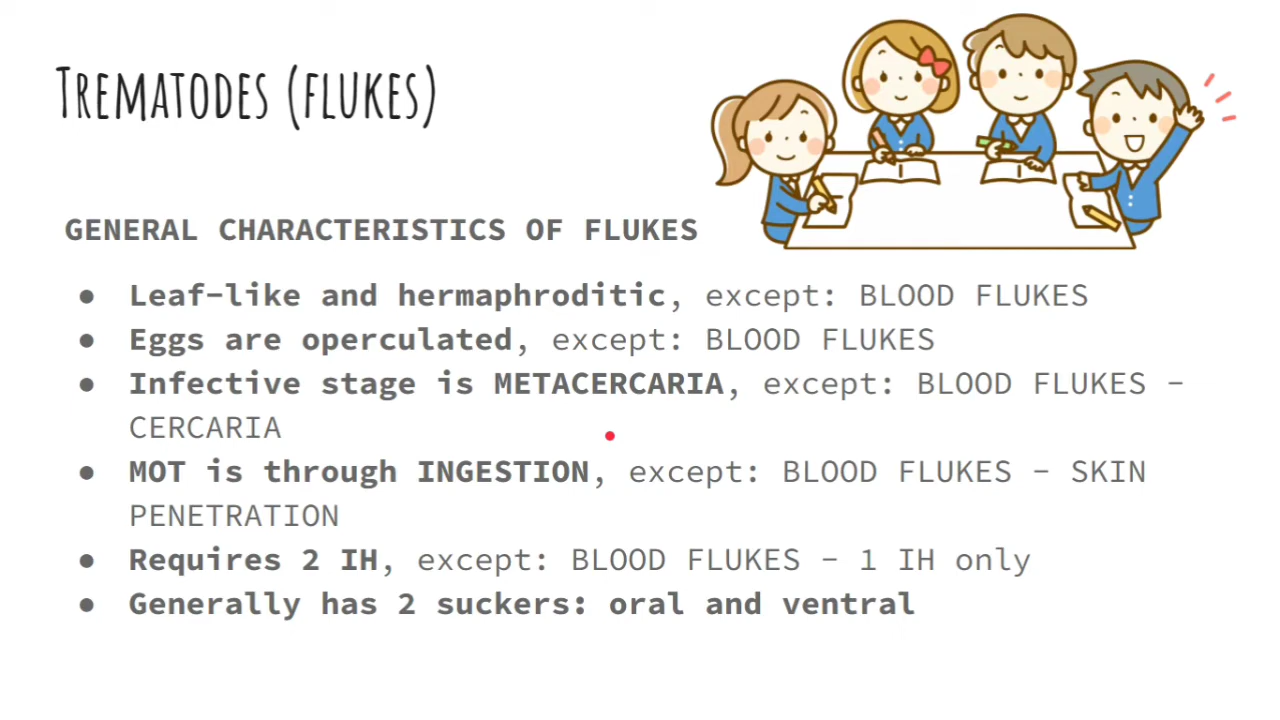 TREMATODES (FLUKES)
GENERAL CHARACTERISTICS OF FLUKES
● Leaf-like and hermaphroditic, except: BLOOD FLUKES
● Eggs are operculated, except: BLOOD FLUKES
● Infective stage is METACERCARIA, except: BLOOD FLUKES -
CERCARIA
● MOT is through INGESTION, except: BLOOD FLUKES - SKIN
PENETRATION
● Requires 2 IH, except: BLOOD FLUKES - 1 IH only
● Generally has 2 suckers: oral and ventral